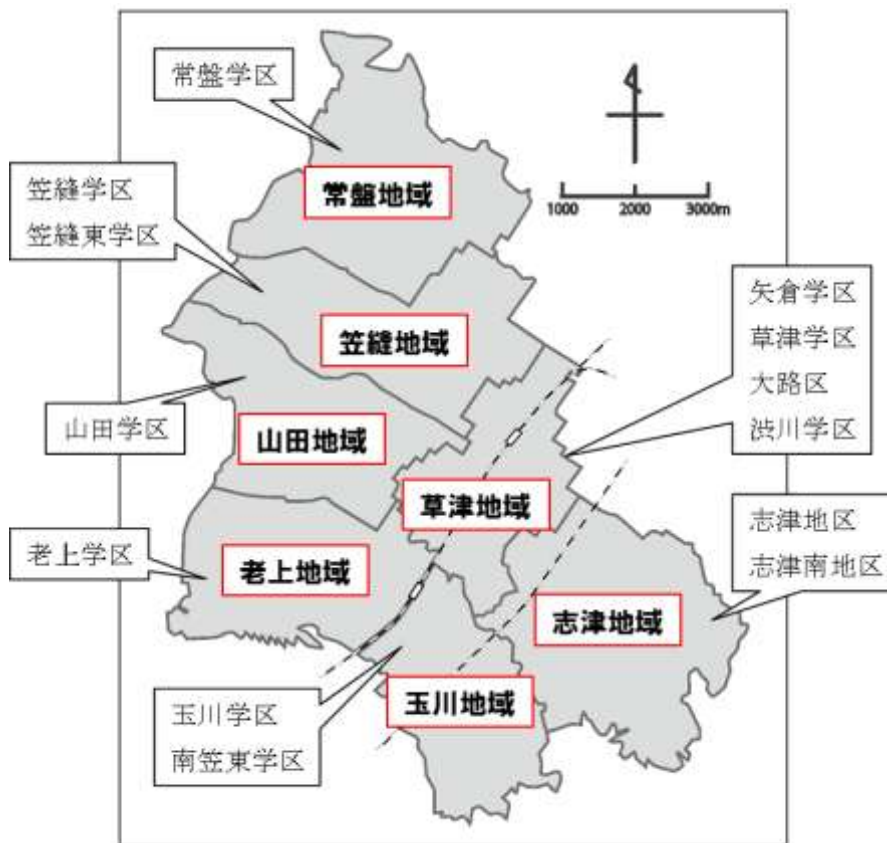 常盤学区
常盤地域
1000 2000 3000m
笠縫学区
笠縫東学区
笠縫地域
矢倉学区
草津学区
大路区
渋川学区
山田学区
山田地域
草津地域
志津地区
志津南地区
老上学区
老上地域
志津地域
玉川地域
玉川学区
南笠東学区